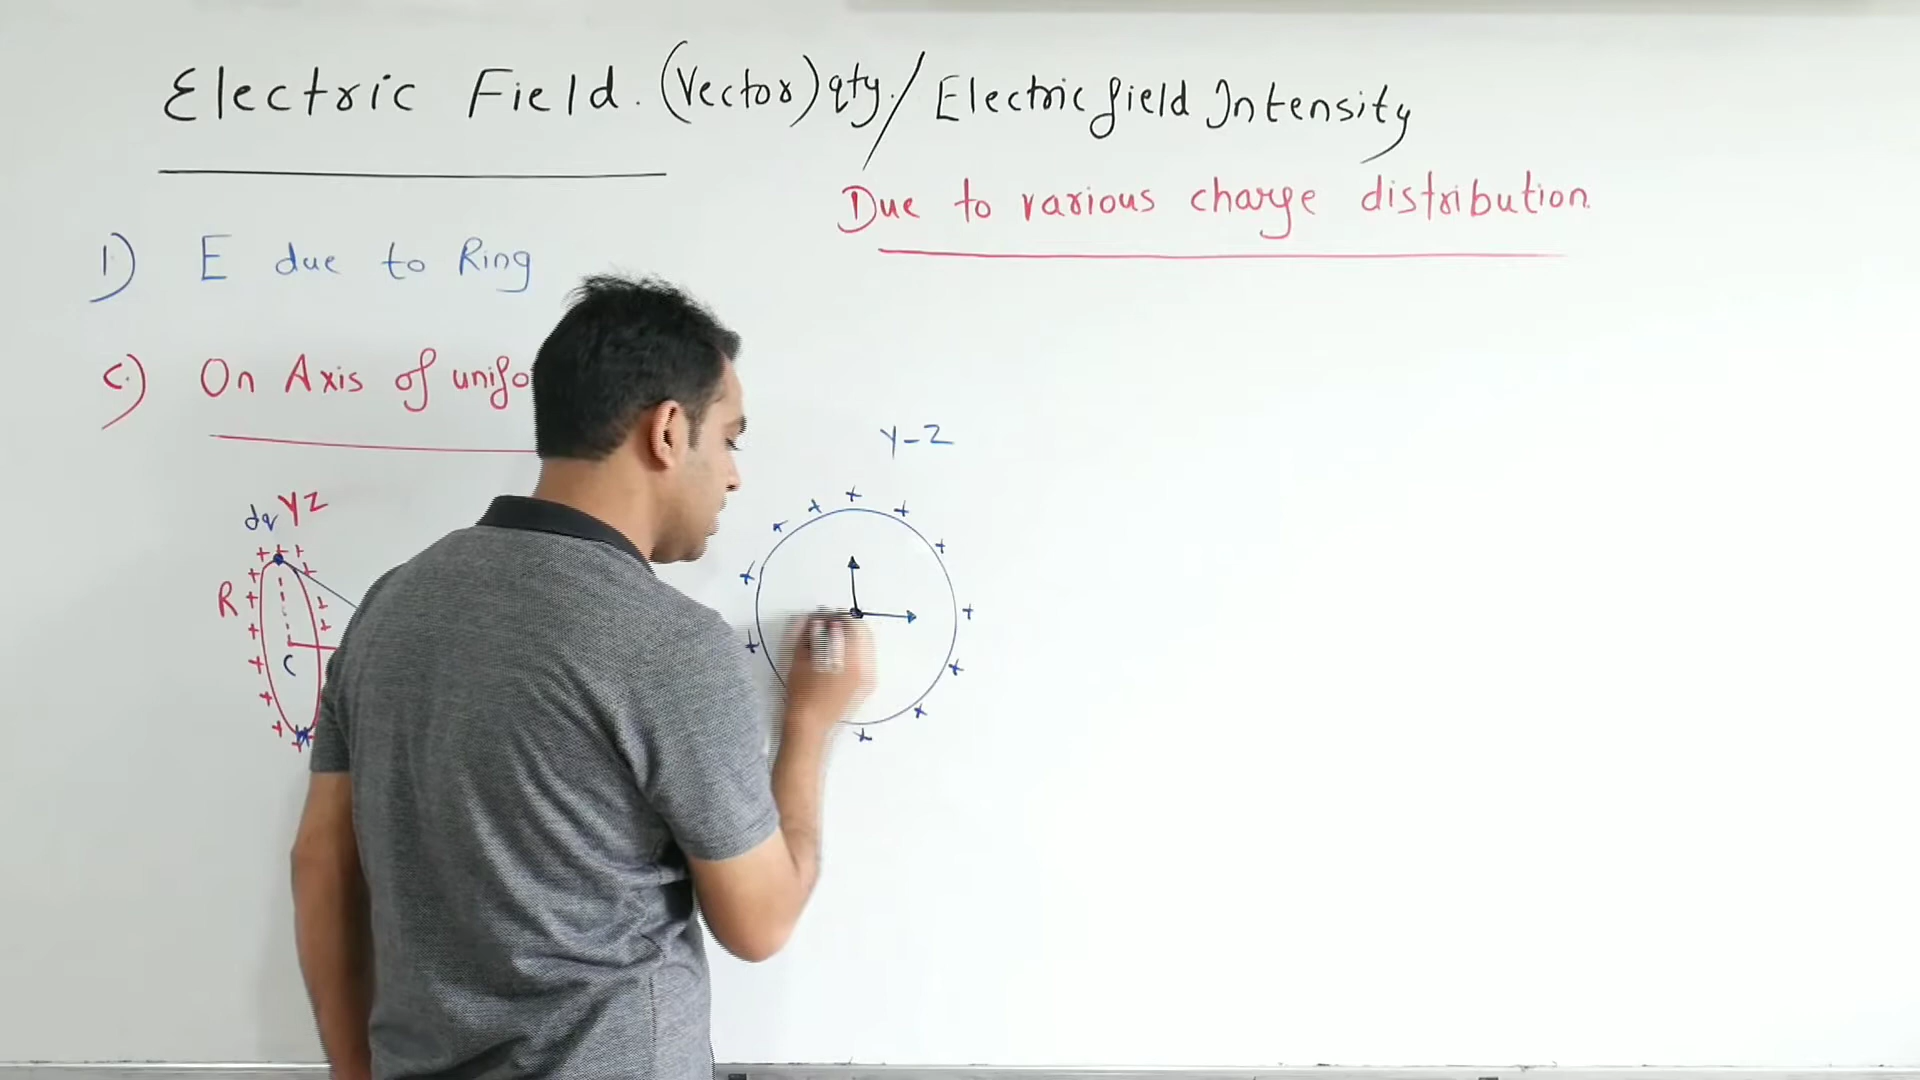 Electric Field. (Vector) qty. / Electric field Intensity
Due to various charge distribution.
1) E due to Ring
C) On Axis of unifo
Y-Z
dq YZ
R
C